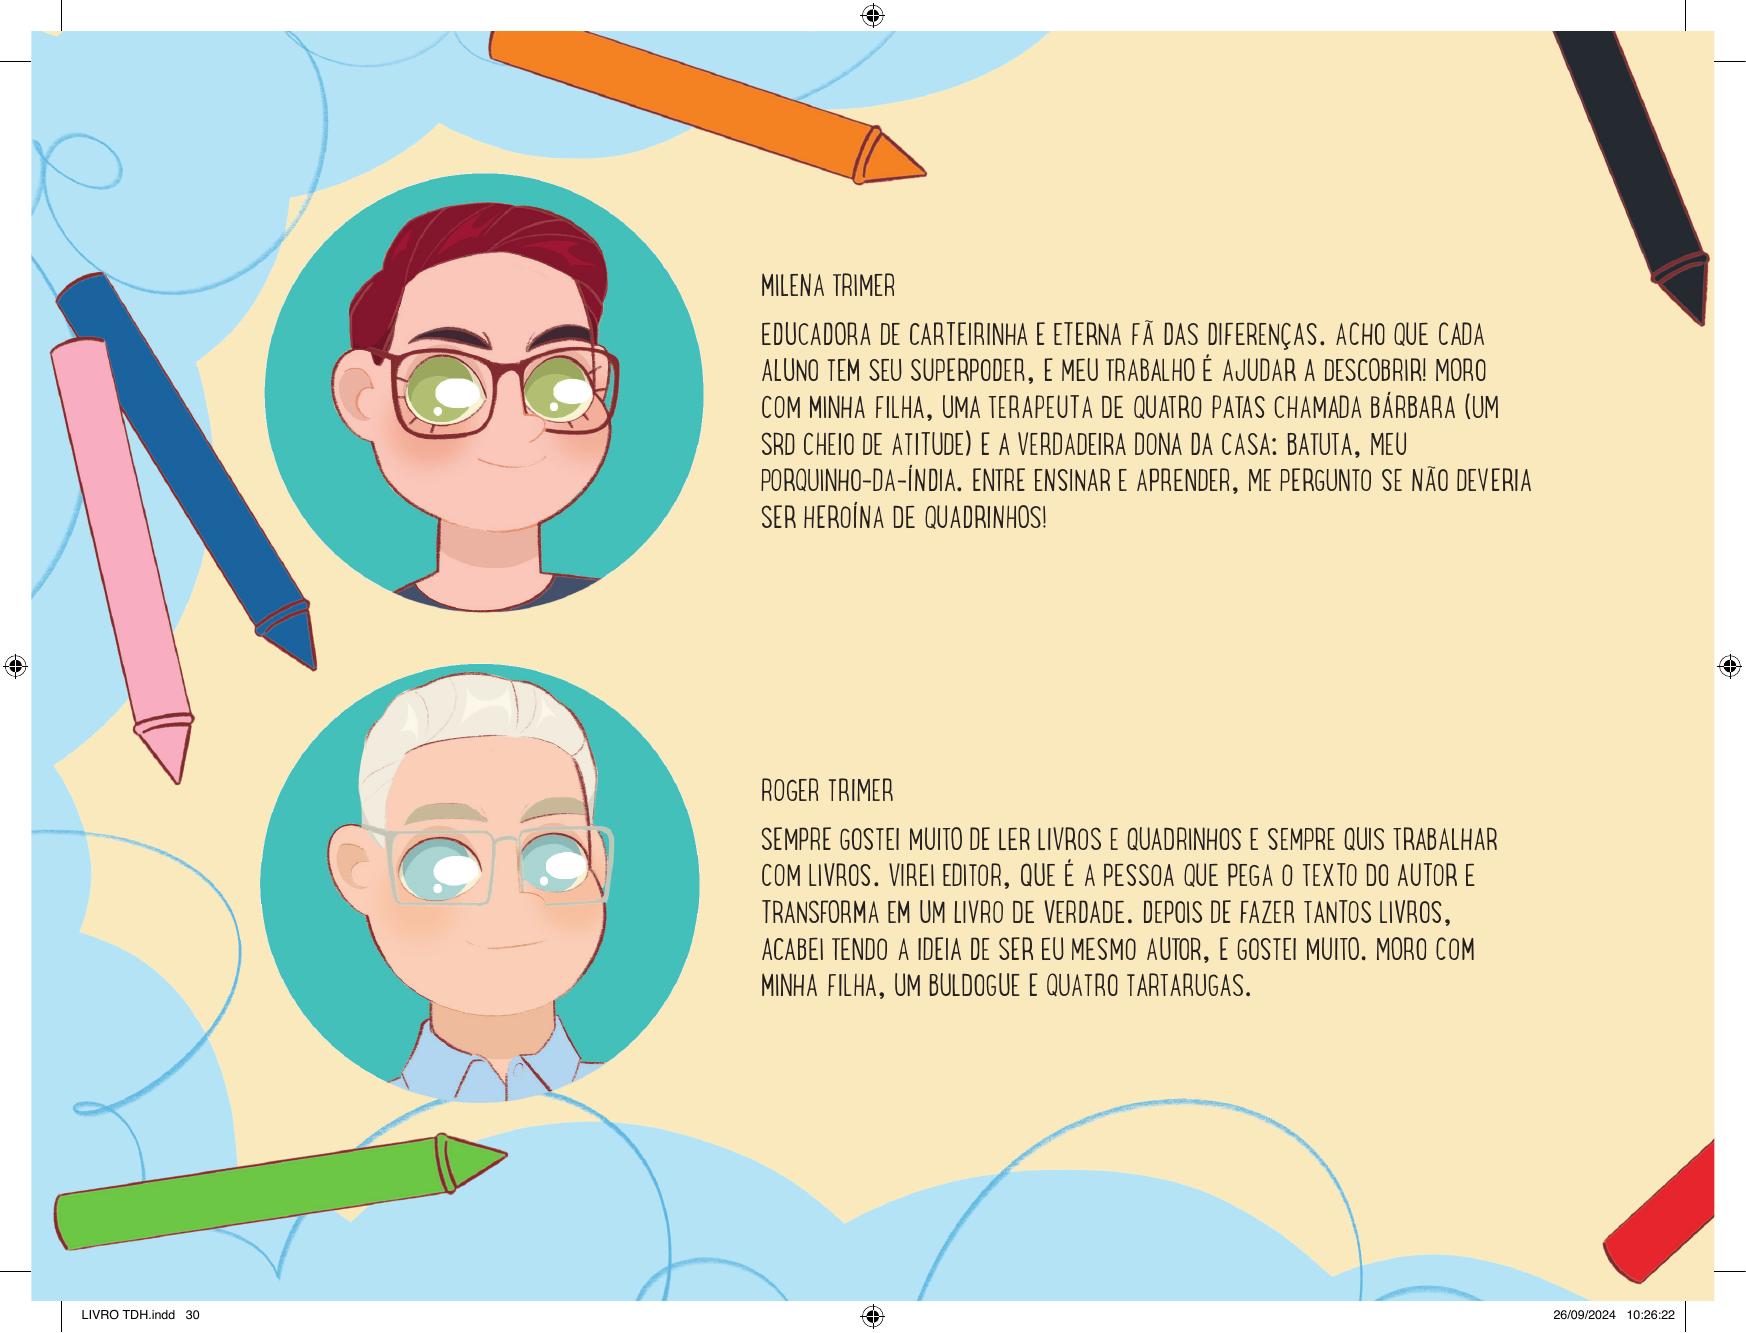 MILENA TRIMER
EDUCADORA DE CARTEIRINHA E ETERNA FÃ DAS DIFERENÇAS. ACHO QUE CADA
ALUNO TEM SEU SUPERPODER, E MEU TRABALHO É AJUDAR A DESCOBRIR! MORO
COM MINHA FILHA, UMA TERAPEUTA DE QUATRO PATAS CHAMADA BÁRBARA (UM
SRD CHEIO DE ATITUDE) E A VERDADEIRA DONA DA CASA: BATUTA, MEU
PORQUINHO-DA-ÍNDIA. ENTRE ENSINAR E APRENDER, ME PERGUNTO SE NÃO DEVERIA
SER HEROÍNA DE QUADRINHOS!
ROGER TRIMER
SEMPRE GOSTEI MUITO DE LER LIVROS E QUADRINHOS E SEMPRE QUIS TRABALHAR
COM LIVROS. VIREI EDITOR, QUE É A PESSOA QUE PEGA O TEXTO DO AUTOR E
TRANSFORMA EM UM LIVRO DE VERDADE. DEPOIS DE FAZER TANTOS LIVROS,
ACABEI TENDO A IDEIA DE SER EU MESMO AUTOR, E GOSTEI MUITO. MORO COM
MINHA FILHA, UM BULDOGUE E QUATRO TARTARUGAS.
LIVRO TDH.indd 30
26/09/2024 10:26:22